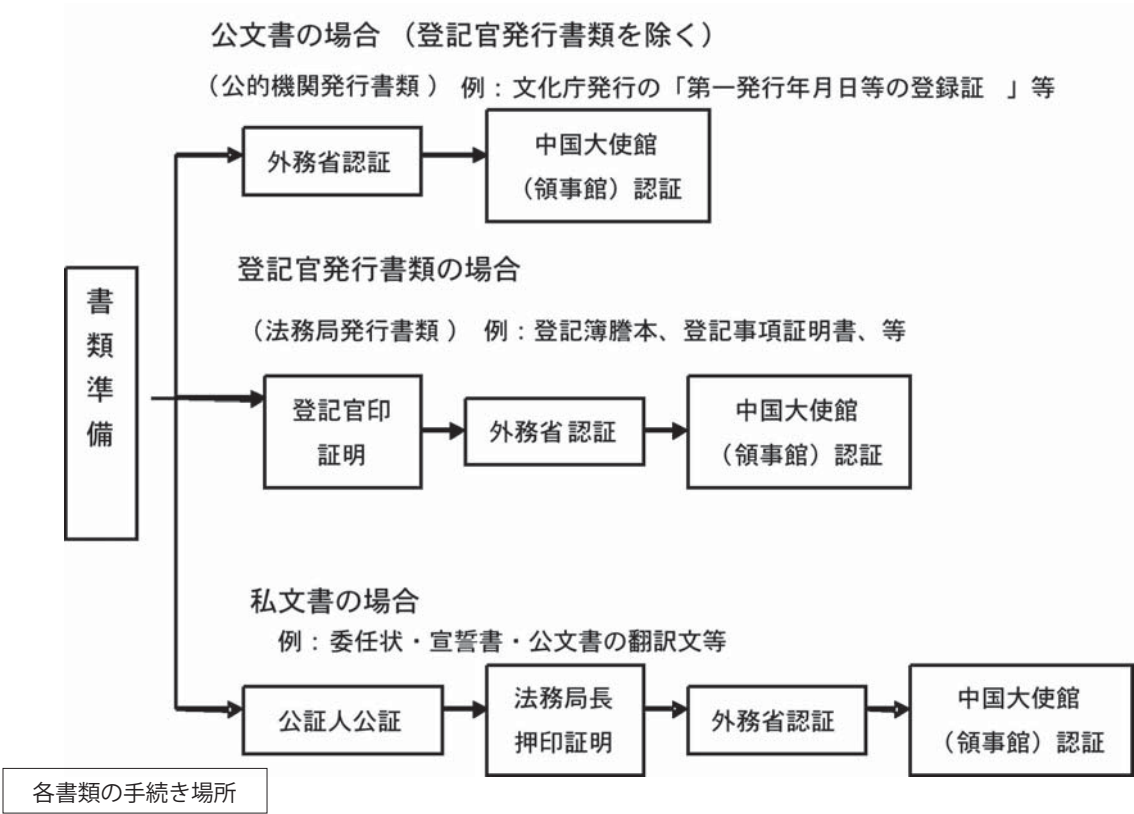 公文書の場合 (登記官発行書類を除く)
(公的機関発行書類) 例:文化庁発行の「第一発行年月日等の登録証 」等
外務省認証
中国大使館
(領事館)認証
書類準備
登記官発行書類の場合
(法務局発行書類) 例:登記簿謄本、登記事項証明書、等
登記官印
証明
外務省認証
中国大使館
(領事館)認証
私文書の場合
例:委任状・宣誓書・公文書の翻訳文等
公証人公証
法務局長
押印証明
外務省認証
中国大使館
(領事館)認証
各書類の手続き場所